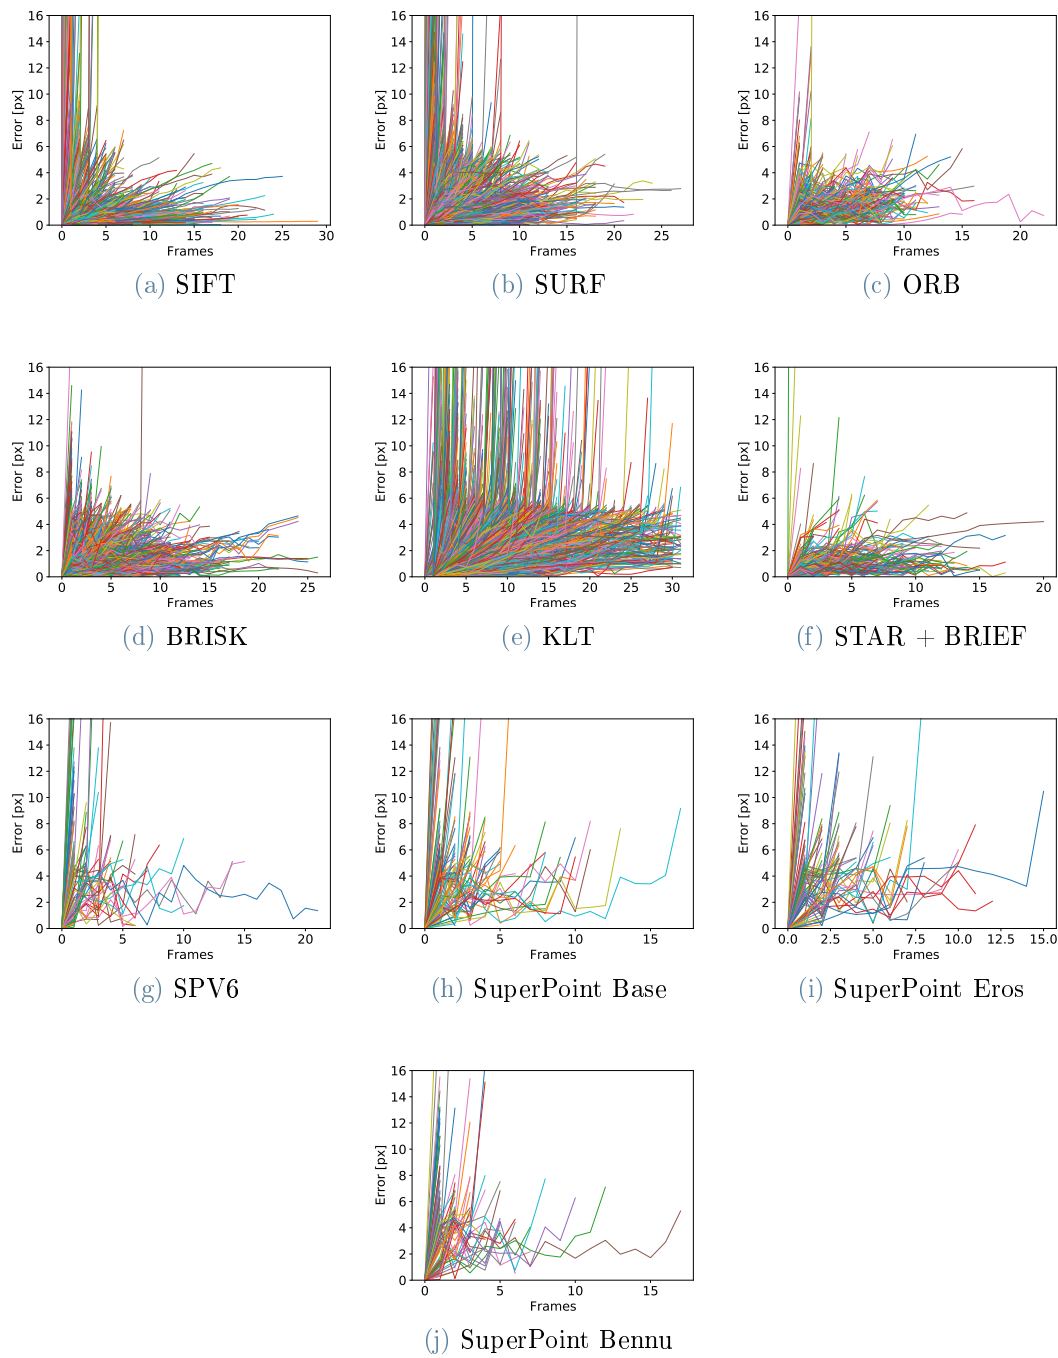 16
14
12
10
8
6
4
2
0
Error [px]
0 5 10 15 20 25 30
Frames
(a) SIFT
16
14
12
10
8
6
4
2
0
Error [px]
0 5 10 15 20 25
Frames
(b) SURF
16
14
12
10
8
6
4
2
0
Error [px]
0 5 10 15 20
Frames
(c) ORB
16
14
12
10
8
6
4
2
0
Error [px]
0 5 10 15 20 25
Frames
(d) BRISK
16
14
12
10
8
6
4
2
0
Error [px]
0 5 10 15 20 25 30
Frames
(e) KLT
16
14
12
10
8
6
4
2
0
Error [px]
0 5 10 15 20
Frames
(f) STAR + BRIEF
16
14
12
10
8
6
4
2
0
Error [px]
0 5 10 15 20
Frames
(g) SPV6
16
14
12
10
8
6
4
2
0
Error [px]
0 5 10 15
Frames
(h) SuperPoint Base
16
14
12
10
8
6
4
2
0
Error [px]
0.0 2.5 5.0 7.5 10.0 12.5 15.0
Frames
(i) SuperPoint Eros
16
14
12
10
8
6
4
2
0
Error [px]
0 5 10 15
Frames
(j) SuperPoint Bennu